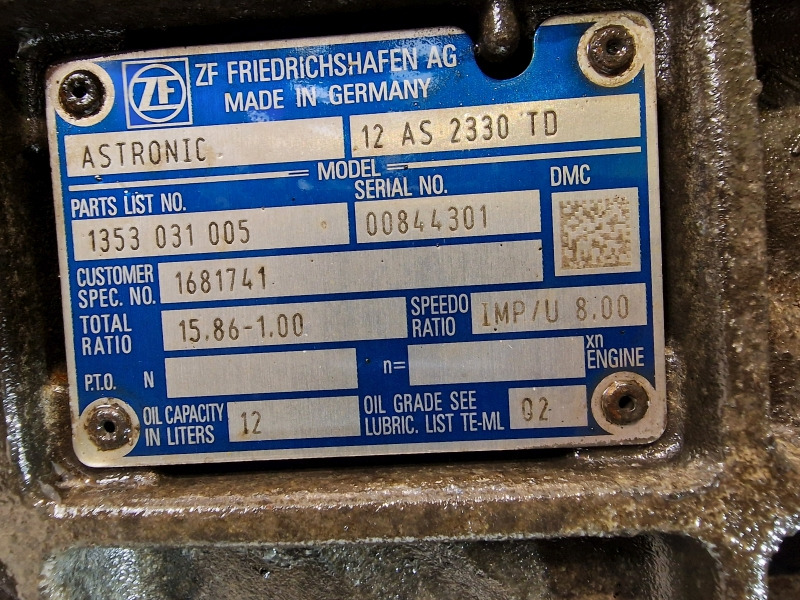 ZF ZF FRIEDRICHSHAFEN AG
MADE IN GERMANY
ASTRONIC 12 AS 2330 TD
MODEL
PARTS LIST NO. SERIAL NO. DMC
1353 031 005 00844301
CUSTOMER SPEC. NO. 1681741
TOTAL RATIO 15.86-1.00 SPEEDO RATIO IMP/U 8.00
P.T.O. N n= xn ENGINE
OIL CAPACITY IN LITERS 12 OIL GRADE SEE LUBRIC. LIST TE-ML 02